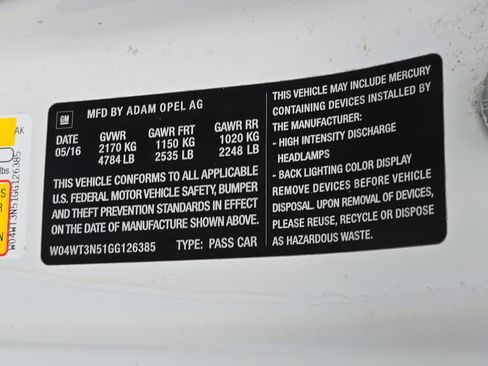 GM
MFD BY ADAM OPEL AG
DATE GVWR GAWR FRT GAWR RR
05/16 2170 KG 1150 KG 1020 KG
4784 LB 2535 LB 2248 LB
THIS VEHICLE CONFORMS TO ALL APPLICABLE
U.S. FEDERAL MOTOR VEHICLE SAFETY, BUMPER
AND THEFT PREVENTION STANDARDS IN EFFECT
ON THE DATE OF MANUFACTURE SHOWN ABOVE.
W04WT3N51GG126385 TYPE: PASS CAR
THIS VEHICLE MAY INCLUDE MERCURY
CONTAINING DEVICES INSTALLED BY
THE MANUFACTURER:
- HIGH INTENSITY DISCHARGE
HEADLAMPS
- BACK LIGHTING COLOR DISPLAY
REMOVE DEVICES BEFORE VEHICLE
DISPOSAL UPON REMOVAL OF DEVICES,
PLEASE REUSE, RECYCLE OR DISPOSE
AS HAZARDOUS WASTE.
AK
lbs.
W04WT3N51GG126385